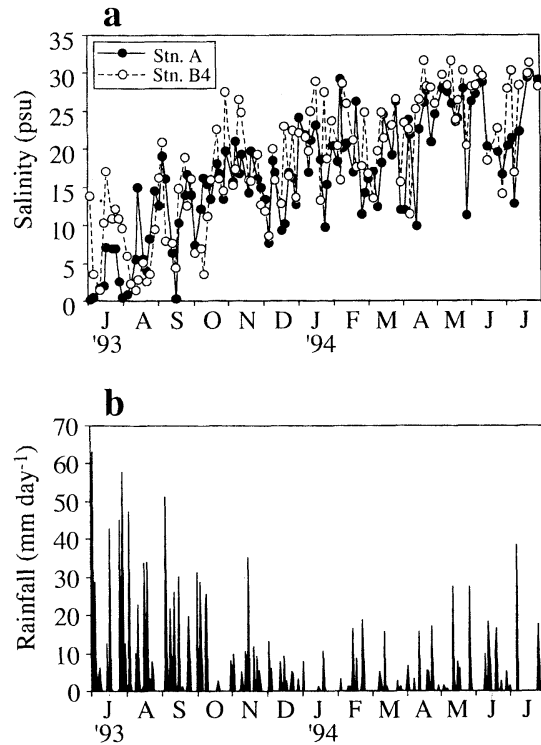 a
Stn. A
Stn. B4
Salinity (psu)
35
30
25
20
15
10
5
0
J A S O N D J F M A M J J
'93 '94
b
Rainfall (mm day-1)
70
60
50
40
30
20
10
0
J A S O N D J F M A M J J
'93 '94